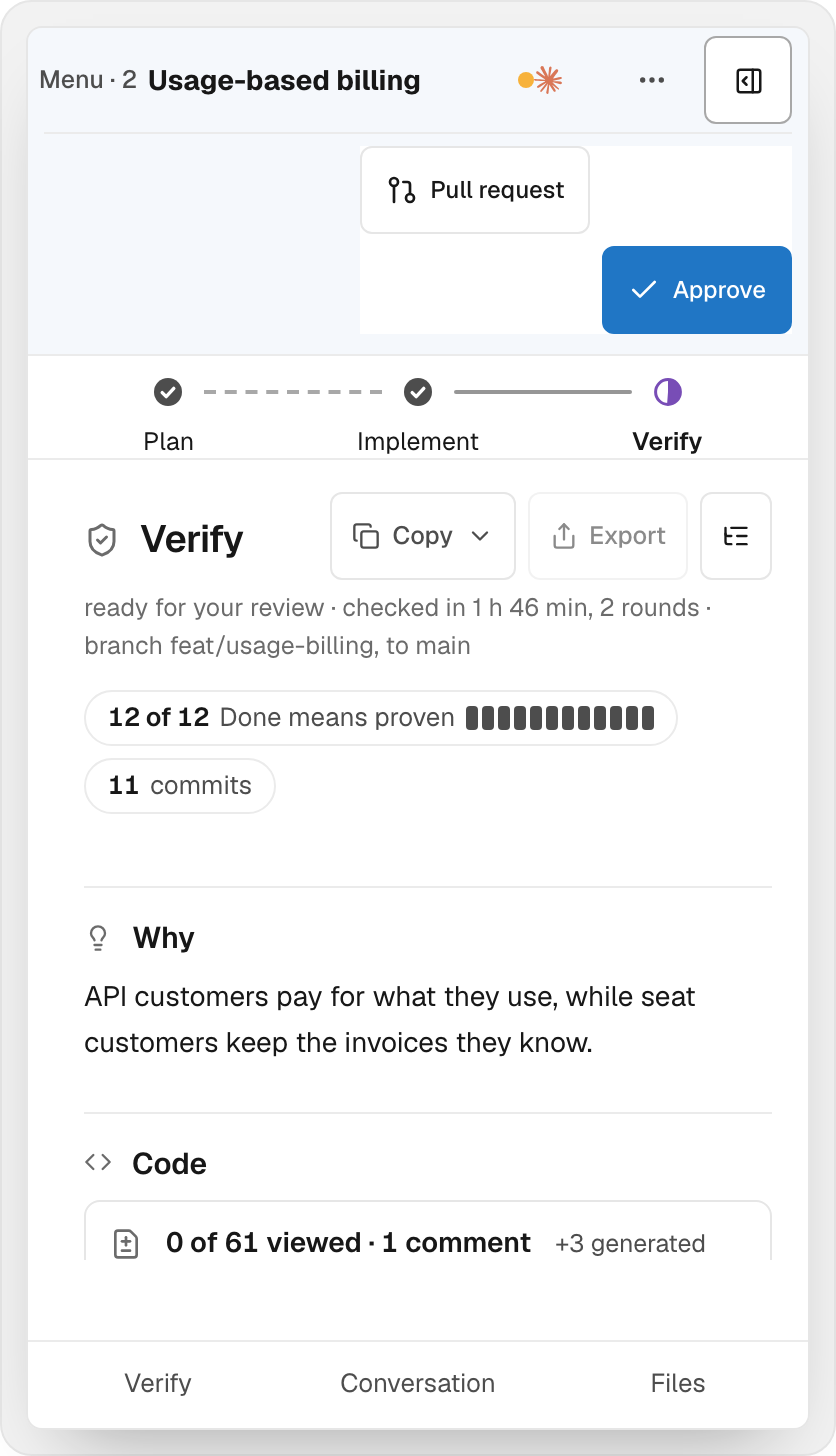 Menu · 2 Usage-based billing
Pull request
Approve
Plan Implement Verify
Verify Copy Export
ready for your review · checked in 1 h 46 min, 2 rounds ·
branch feat/usage-billing, to main
12 of 12 Done means proven
11 commits
Why
API customers pay for what they use, while seat
customers keep the invoices they know.
Code
0 of 61 viewed · 1 comment +3 generated
Verify Conversation Files